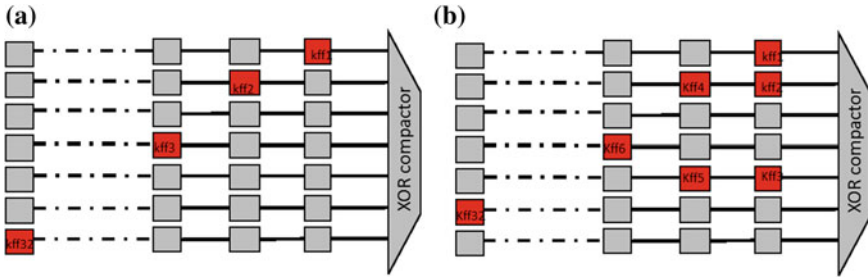 (a)
kff1
kff2
kff3
kff32
XOR compactor
(b)
kff1
Kff4
kff2
Kff6
Kff5
Kff3
Kff32
XOR compactor